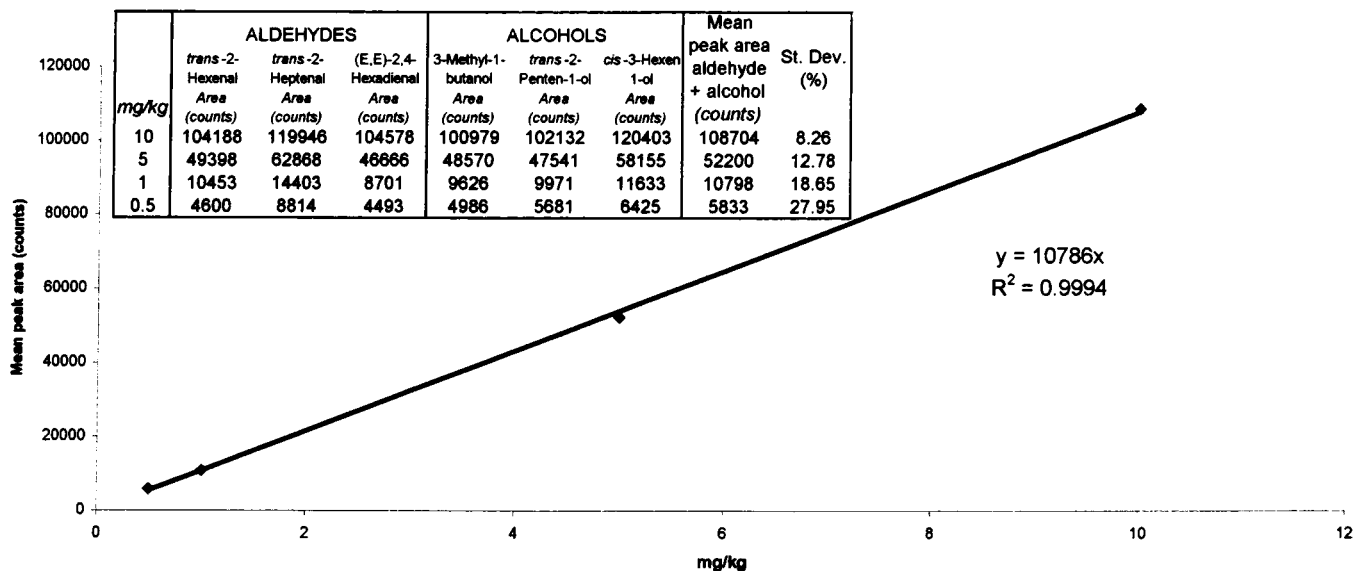 ALDEHYDES ALCOHOLS Mean peak area aldehyde + alcohol (counts) St. Dev. (%)
mg/kg trans-2-Hexenal Area (counts) trans-2-Heptenal Area (counts) (E,E)-2,4-Hexadienal Area (counts) 3-Methyl-1-butanol Area (counts) trans-2-Penten-1-ol Area (counts) cis-3-Hexen 1-ol Area (counts)
10 104188 119946 104578 100979 102132 120403 108704 8.26
5 49398 62868 46666 48570 47541 58155 52200 12.78
1 10453 14403 8701 9626 9971 11633 10798 18.65
0.5 4600 8814 4493 4986 5681 6425 5833 27.95
120000
100000
80000
60000
40000
20000
0
Mean peak area (counts)
y = 10786x
R² = 0.9994
0 2 4 6 8 10 12
mg/kg